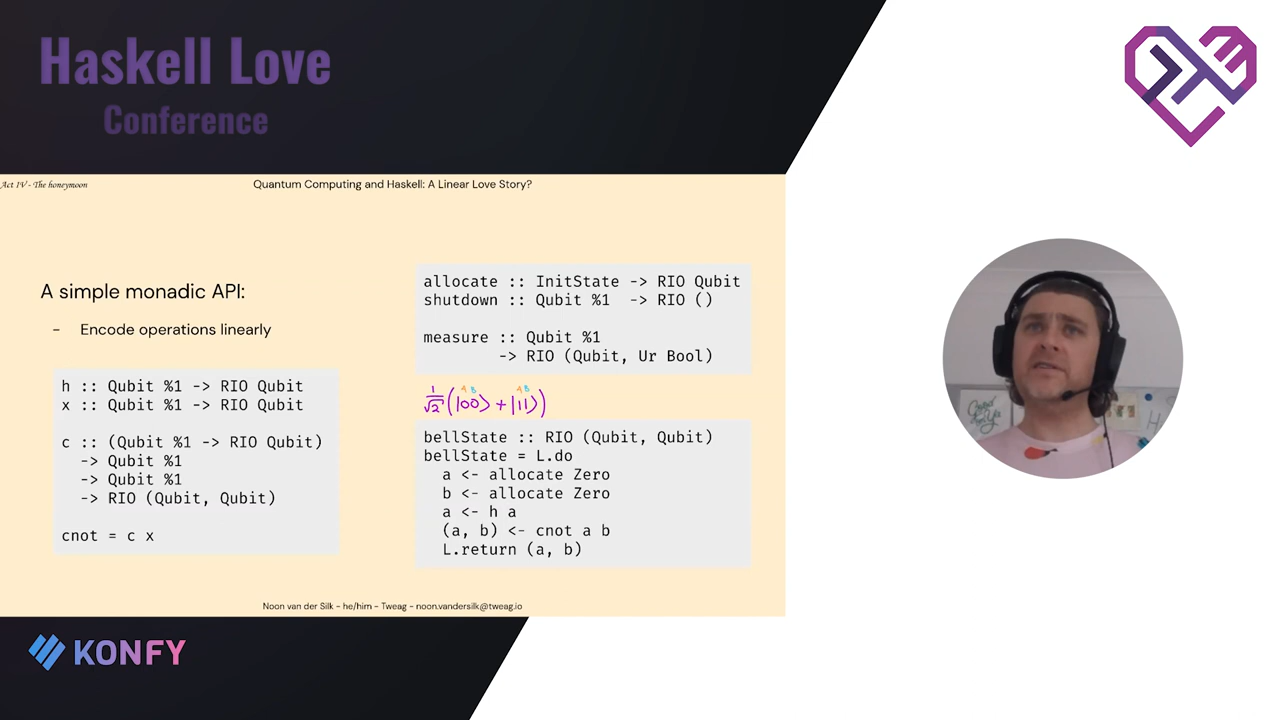 Haskell Love
Conference
Act IV - The honeymoon
Quantum Computing and Haskell: A Linear Love Story?
A simple monadic API:
- Encode operations linearly
h :: Qubit %1 -> RIO Qubit
x :: Qubit %1 -> RIO Qubit
c :: (Qubit %1 -> RIO Qubit)
-> Qubit %1
-> Qubit %1
-> RIO (Qubit, Qubit)
cnot = c x
allocate :: InitState -> RIO Qubit
shutdown :: Qubit %1 -> RIO ()
measure :: Qubit %1
-> RIO (Qubit, Ur Bool)
A B A B
1/√2 (|00⟩ + |11⟩)
bellState :: RIO (Qubit, Qubit)
bellState = L.do
a <- allocate Zero
b <- allocate Zero
a <- h a
(a, b) <- cnot a b
L.return (a, b)
Noon van der Silk - he/him - Tweag - noon.vandersilk@tweag.io
KONFY